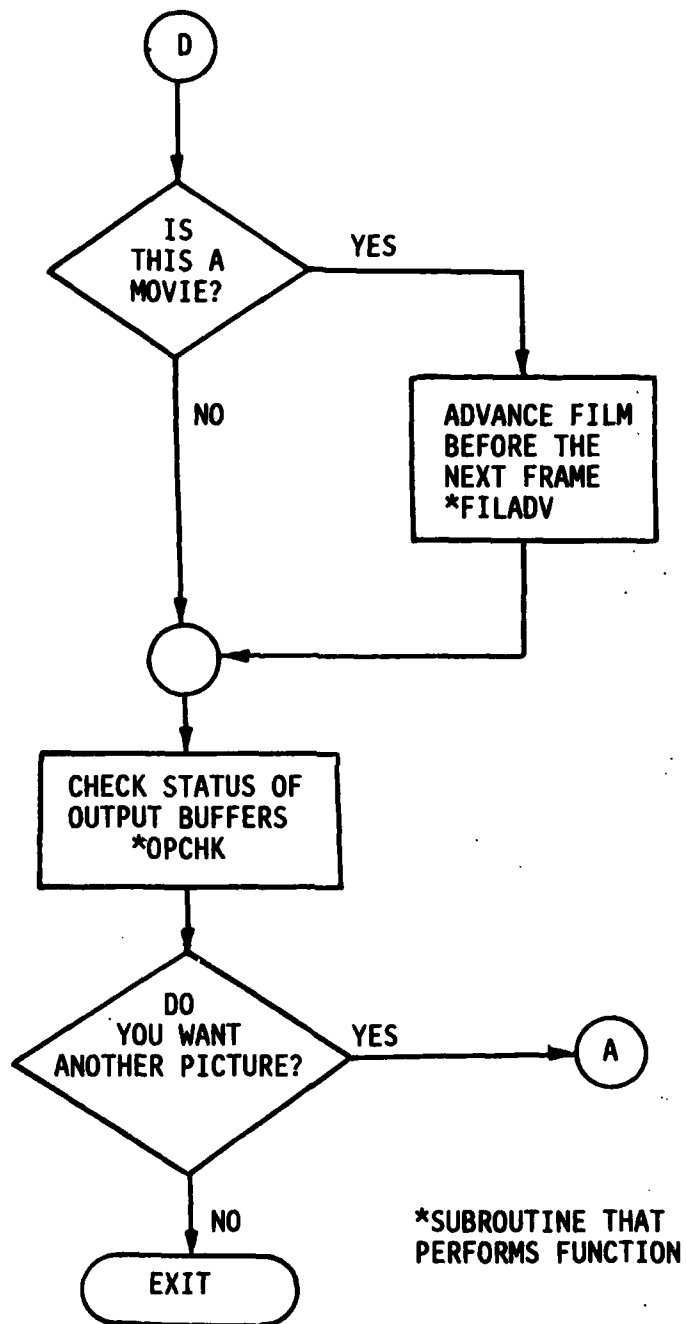 D
IS
THIS A
MOVIE?
YES
NO
ADVANCE FILM
BEFORE THE
NEXT FRAME
*FILADV
CHECK STATUS OF
OUTPUT BUFFERS
*OPCHK
DO
YOU WANT
ANOTHER PICTURE?
YES
A
NO
EXIT
*SUBROUTINE THAT
PERFORMS FUNCTION